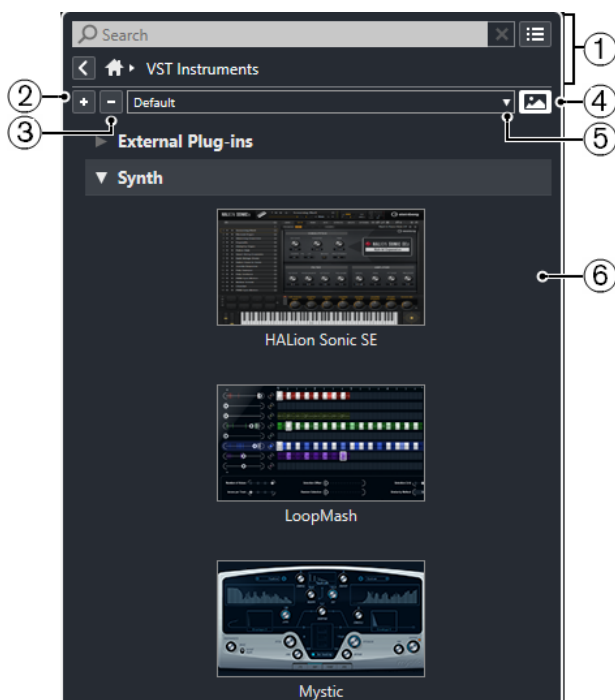 Search
①
VST Instruments
② + - Default ④
③ ⑤
External Plug-ins
Synth
⑥
HALion Sonic SE
LoopMash
Mystic